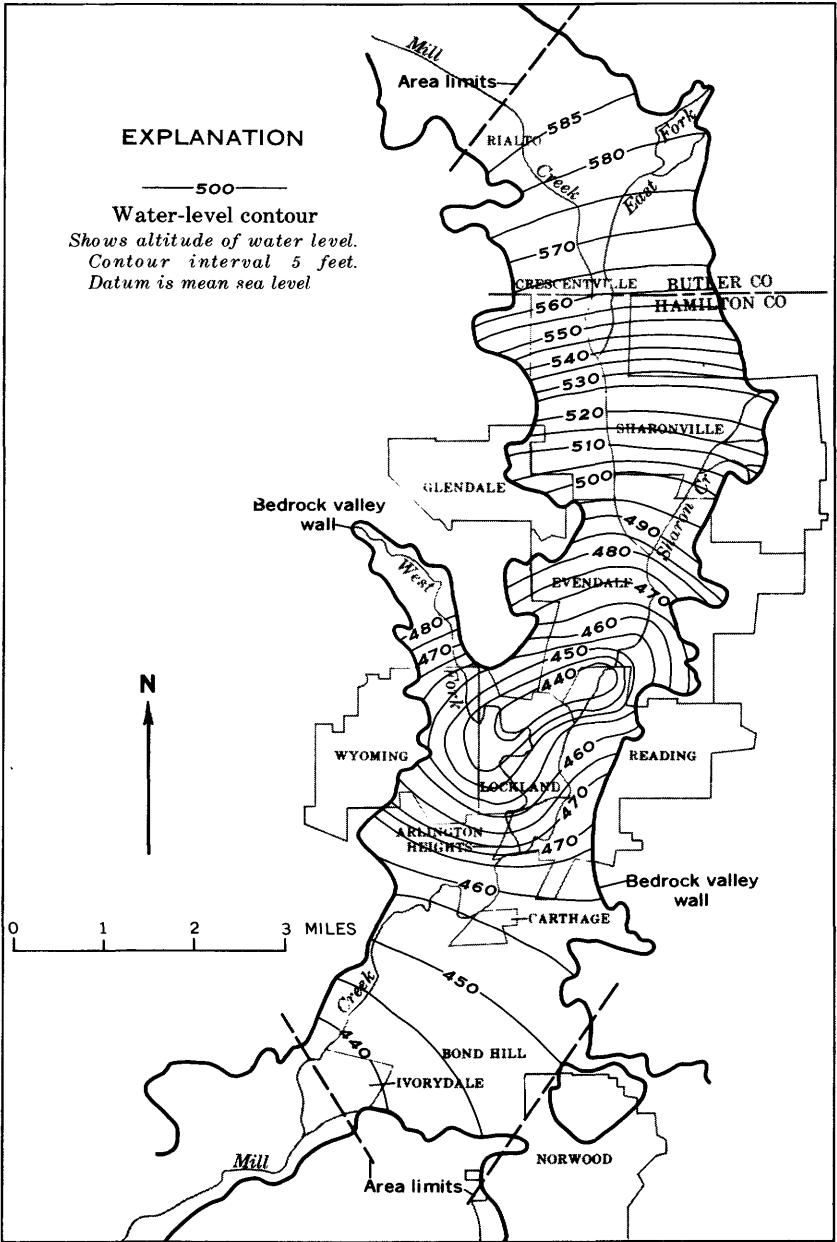 Mill
Area limits
EXPLANATION
500
Water-level contour
Shows altitude of water level.
Contour interval 5 feet.
Datum is mean sea level
585
RIALTO
Fork
580
Creek
East
570
CRESCENTVILLE
BUTLER CO
HAMILTON CO
560
550
540
530
520
SHARONVILLE
510
500
GLENDALE
Sharon Cr
Bedrock valley
wall
490
480
West
EVENDALE
470
480
460
470
450
440
Fork
N
WYOMING
460
READING
LOCKLAND
470
ARLINGTON
HEIGHTS
470
460
Bedrock valley
wall
CARTHAGE
0 1 2 3 MILES
450
Creek
440
BOND HILL
IVORYDALE
Mill
NORWOOD
Area limits